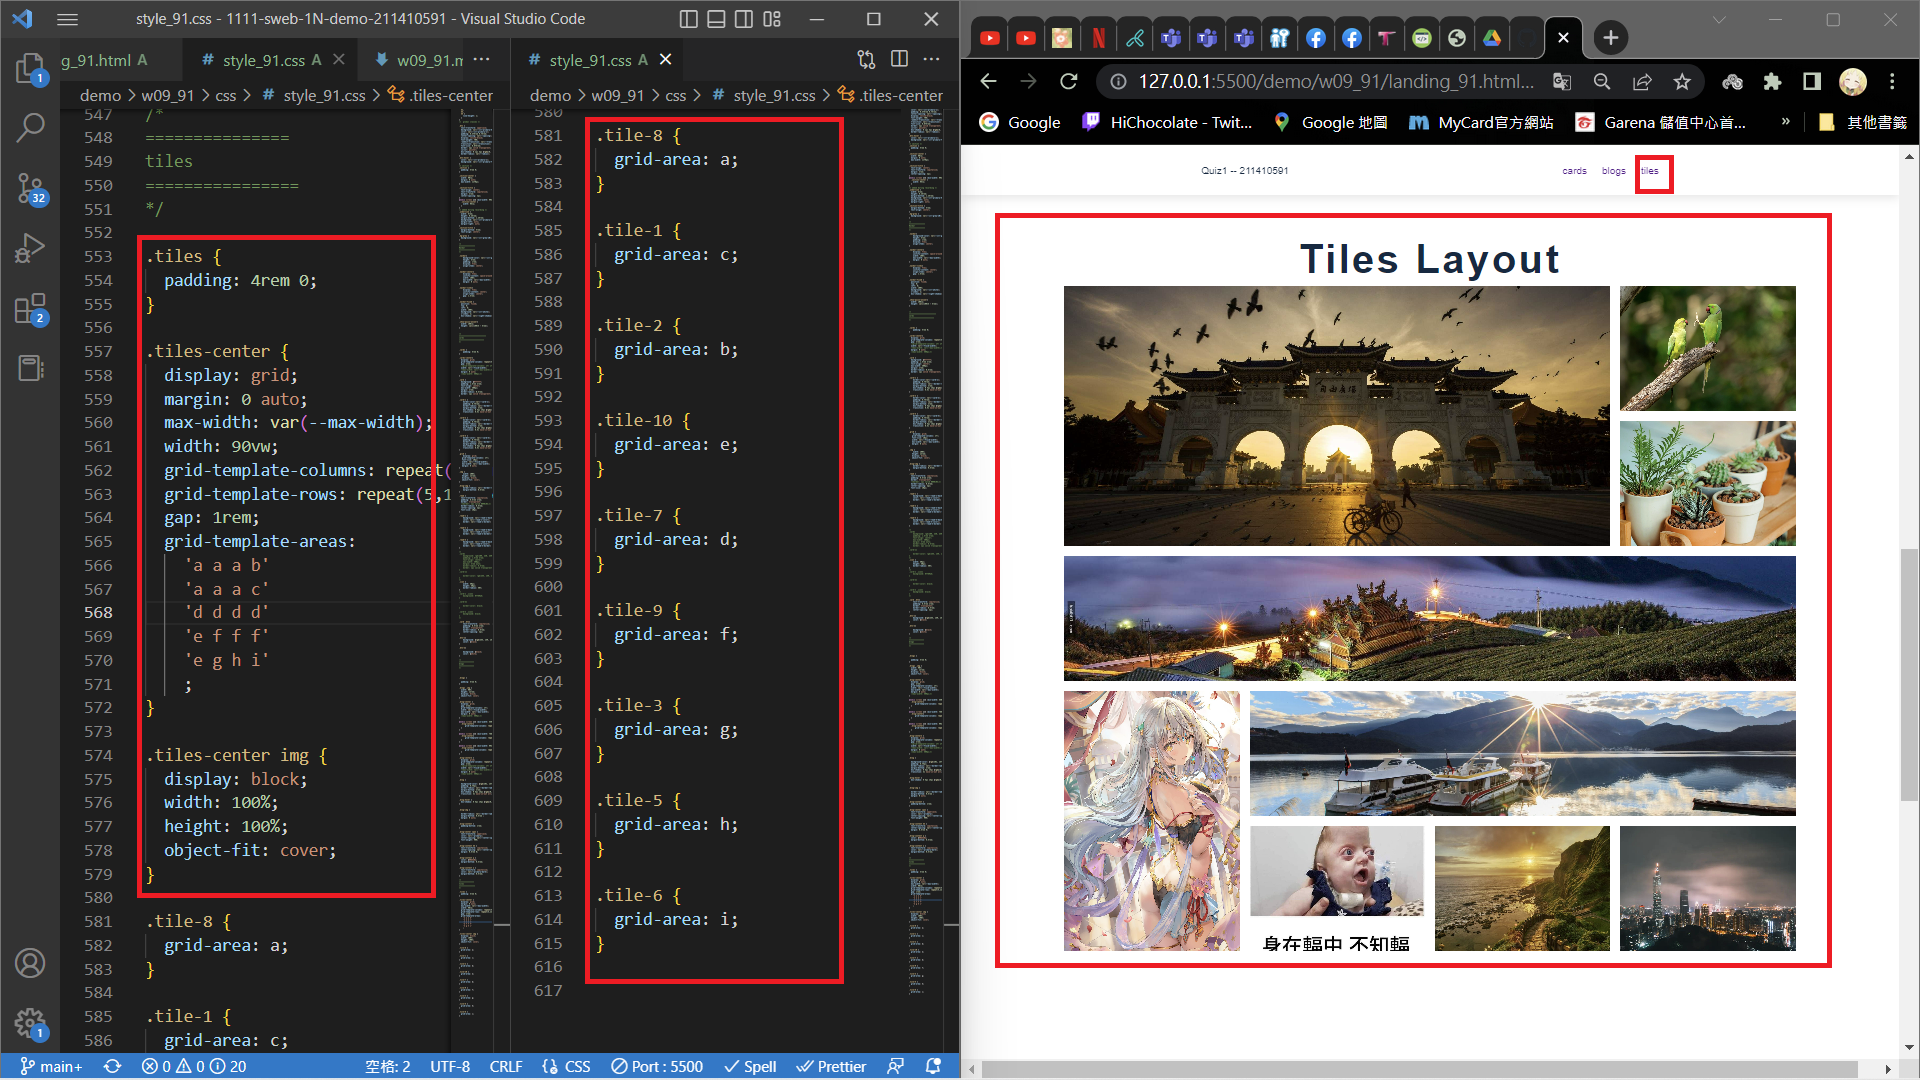 style_91.css - 1111-sweb-1N-demo-211410591 - Visual Studio Code
g_91.html A
# style_91.css A
w09_91.m
demo > w09_91 > css > # style_91.css > .tiles-center
547 /*
548 ===============
549 tiles
550 ================
551 */
552
553 .tiles {
554 padding: 4rem 0;
555 }
556
557 .tiles-center {
558 display: grid;
559 margin: 0 auto;
560 max-width: var(--max-width);
561 width: 90vw;
562 grid-template-columns: repeat(
563 grid-template-rows: repeat(5,1
564 gap: 1rem;
565 grid-template-areas:
566 'a a a b'
567 'a a a c'
568 'd d d d'
569 'e f f f'
570 'e g h i'
571 ;
572 }
573
574 .tiles-center img {
575 display: block;
576 width: 100%;
577 height: 100%;
578 object-fit: cover;
579 }
580
581 .tile-8 {
582 grid-area: a;
583 }
584
585 .tile-1 {
586 grid-area: c;
# style_91.css A
demo > w09_91 > css > # style_91.css > .tiles-center
580
581 .tile-8 {
582 grid-area: a;
583 }
584
585 .tile-1 {
586 grid-area: c;
587 }
588
589 .tile-2 {
590 grid-area: b;
591 }
592
593 .tile-10 {
594 grid-area: e;
595 }
596
597 .tile-7 {
598 grid-area: d;
599 }
600
601 .tile-9 {
602 grid-area: f;
603 }
604
605 .tile-3 {
606 grid-area: g;
607 }
608
609 .tile-5 {
610 grid-area: h;
611 }
612
613 .tile-6 {
614 grid-area: i;
615 }
616
617
1
32
2
1
main+ 0 0 20 空格: 2 UTF-8 CRLF CSS Port : 5500 Spell Prettier
127.0.0.1:5500/demo/w09_91/landing_91.html...
Google HiChocolate - Twit... Google 地圖 MyCard官方網站 Garena 儲值中心首... » 其他書籤
Quiz1 -- 211410591 cards blogs tiles
Tiles Layout
身在輻中 不知輻